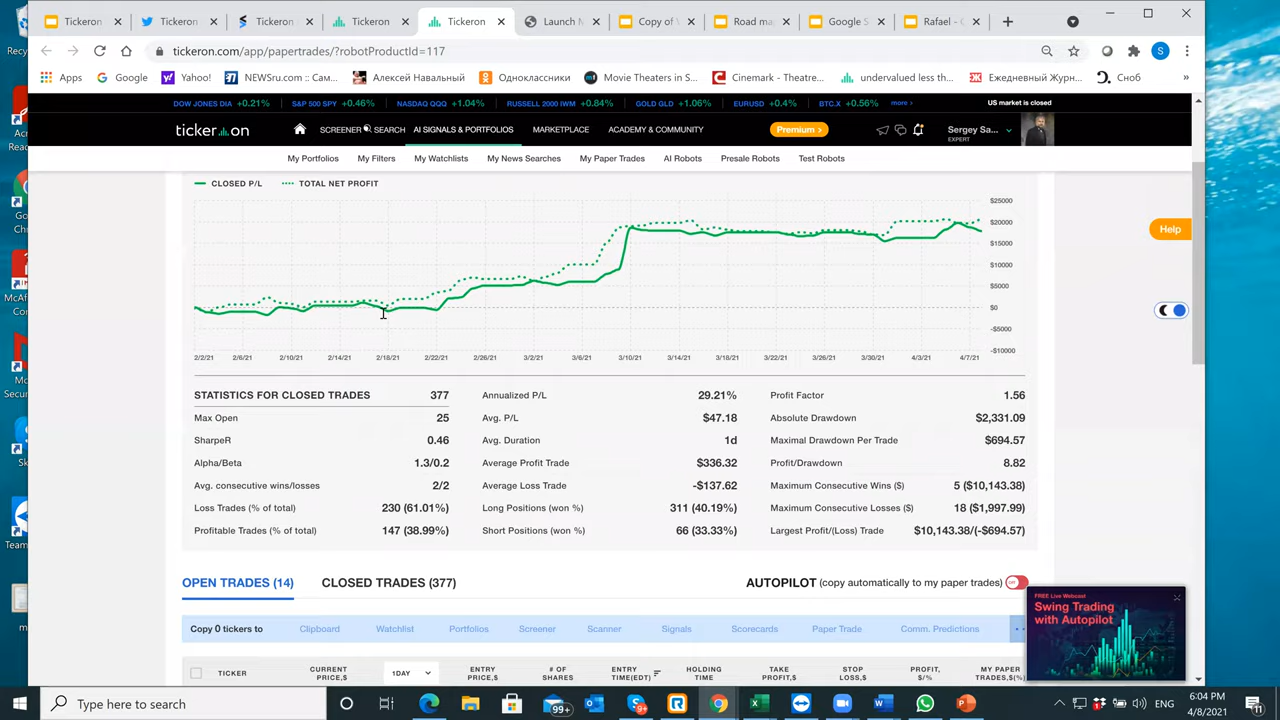 Tickeron
Tickeron
Tickeron
Tickeron
Tickeron
Launch M
Copy of
Road ma
Google S
Rafael –
tickeron.com/app/papertrades/?robotProductId=117
S
Apps
Google
Yahoo!
NEWSru.com :: Сам...
Алексей Навальный
Одноклассники
Movie Theaters in S...
Cinemark - Theatre...
undervalued less th...
Ежедневный Журн...
Сноб
»
DOW JONES DIA +0.21%
S&P 500 SPY +0.46%
NASDAQ QQQ +1.04%
RUSSELL 2000 IWM +0.84%
GOLD GLD +1.06%
EURUSD +0.4%
BTC.X +0.56%
more >
US market is closed
tickeron
SCREENER SEARCH
AI SIGNALS & PORTFOLIOS
MARKETPLACE
ACADEMY & COMMUNITY
Premium >
Sergey Sa...
EXPERT
My Portfolios
My Filters
My Watchlists
My News Searches
My Paper Trades
AI Robots
Presale Robots
Test Robots
CLOSED P/L
TOTAL NET PROFIT
$25000
$20000
$15000
$10000
$5000
$0
-$5000
-$10000
2/2/21 2/6/21 2/10/21 2/14/21 2/18/21 2/22/21 2/26/21 3/2/21 3/6/21 3/10/21 3/14/21 3/18/21 3/22/21 3/26/21 3/30/21 4/3/21 4/7/21
Help
STATISTICS FOR CLOSED TRADES 377
Max Open 25
SharpeR 0.46
Alpha/Beta 1.3/0.2
Avg. consecutive wins/losses 2/2
Loss Trades (% of total) 230 (61.01%)
Profitable Trades (% of total) 147 (38.99%)
Annualized P/L 29.21%
Avg. P/L $47.18
Avg. Duration 1d
Average Profit Trade $336.32
Average Loss Trade -$137.62
Long Positions (won %) 311 (40.19%)
Short Positions (won %) 66 (33.33%)
Profit Factor 1.56
Absolute Drawdown $2,331.09
Maximal Drawdown Per Trade $694.57
Profit/Drawdown 8.82
Maximum Consecutive Wins ($) 5 ($10,143.38)
Maximum Consecutive Losses ($) 18 ($1,997.99)
Largest Profit/(Loss) Trade $10,143.38/(-$694.57)
OPEN TRADES (14)
CLOSED TRADES (377)
AUTOPILOT (copy automatically to my paper trades)
Off
Copy 0 tickers to
Clipboard
Watchlist
Portfolios
Screener
Scanner
Signals
Scorecards
Paper Trade
Comm. Predictions
TICKER
CURRENT PRICE,$
1DAY
ENTRY PRICE,$
# OF SHARES
ENTRY TIME(EDT)
HOLDING TIME
TAKE PROFIT,$
STOP LOSS,$
PROFIT, $/%
MY PAPER TRADES,$(%)
FREE Live Webcast
Swing Trading
with Autopilot
Recy
Ac
Chr
McAf
Secur
Sk
Team
m
Type here to search
99+
ENG
6:04 PM
4/8/2021